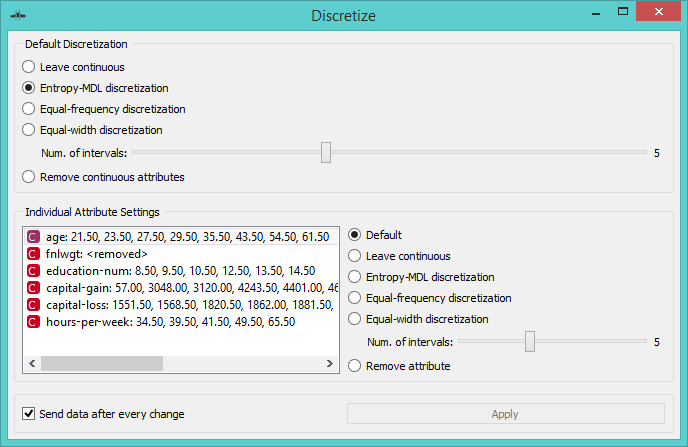 Discretize
Default Discretization
Leave continuous
Entropy-MDL discretization
Equal-frequency discretization
Equal-width discretization
Num. of intervals: 5
Remove continuous attributes
Individual Attribute Settings
C age: 21.50, 23.50, 27.50, 29.50, 35.50, 43.50, 54.50, 61.50
C fnlwgt: <removed>
C education-num: 8.50, 9.50, 10.50, 12.50, 13.50, 14.50
C capital-gain: 57.00, 3048.00, 3120.00, 4243.50, 4401.00, 46
C capital-loss: 1551.50, 1568.50, 1820.50, 1862.00, 1881.50,
C hours-per-week: 34.50, 39.50, 41.50, 49.50, 65.50
Default
Leave continuous
Entropy-MDL discretization
Equal-frequency discretization
Equal-width discretization
Num. of intervals: 5
Remove attribute
Send data after every change
Apply